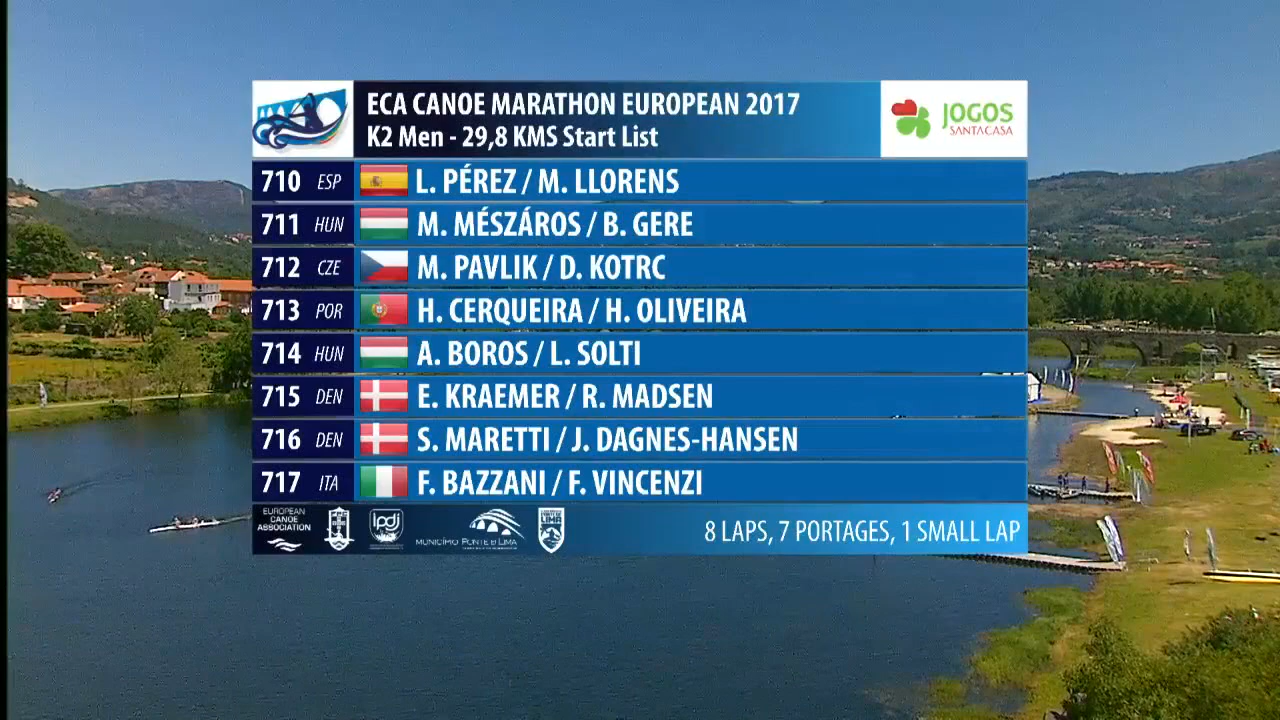 ECA CANOE MARATHON EUROPEAN 2017
K2 Men - 29,8 KMS Start List
JOGOS
SANTACASA
710 ESP L. PÉREZ / M. LLORENS
711 HUN M. MÉSZÁROS / B. GERE
712 CZE M. PAVLIK / D. KOTRC
713 POR H. CERQUEIRA / H. OLIVEIRA
714 HUN A. BOROS / L. SOLTI
715 DEN E. KRAEMER / R. MADSEN
716 DEN S. MARETTI / J. DAGNES-HANSEN
717 ITA F. BAZZANI / F. VINCENZI
EUROPEAN
CANOE
ASSOCIATION
ipdj
MUNICÍPIO PONTE DE LIMA
LIMA
8 LAPS, 7 PORTAGES, 1 SMALL LAP